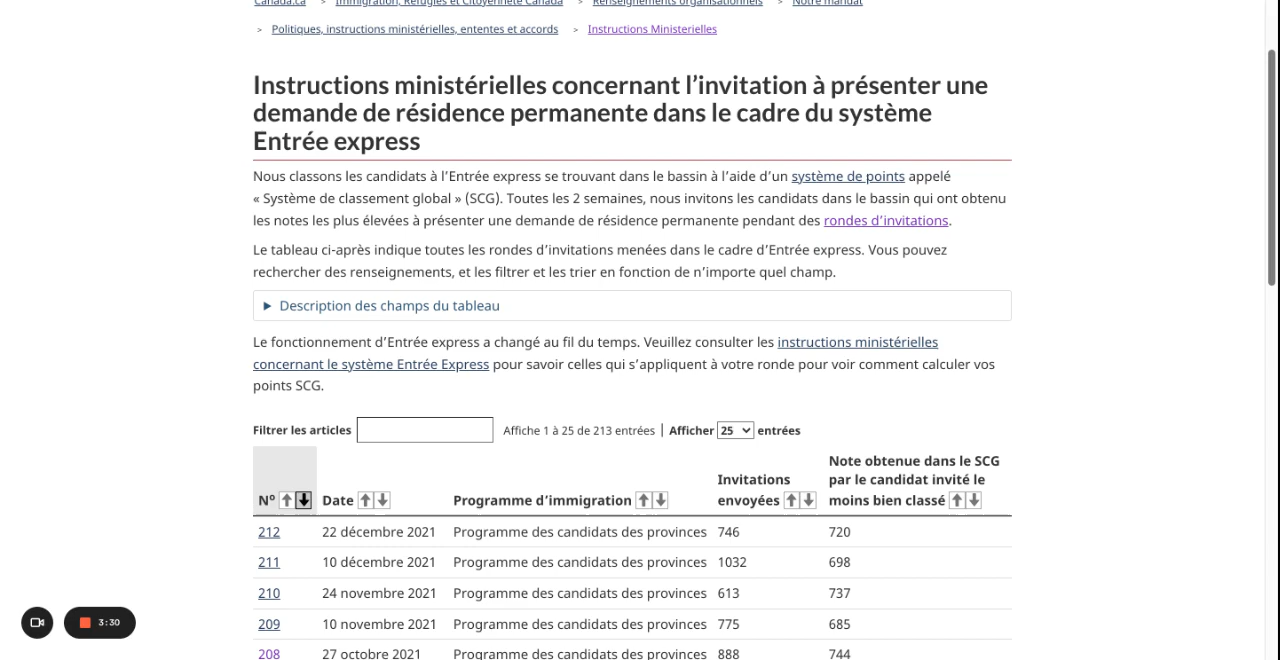 Canada.ca > Immigration, Réfugiés et Citoyenneté Canada > Renseignements organisationnels > Notre mandat
> Politiques, instructions ministérielles, ententes et accords > Instructions Ministerielles
Instructions ministérielles concernant l’invitation à présenter une
demande de résidence permanente dans le cadre du système
Entrée express
Nous classons les candidats à l’Entrée express se trouvant dans le bassin à l’aide d’un système de points appelé
« Système de classement global » (SCG). Toutes les 2 semaines, nous invitons les candidats dans le bassin qui ont obtenu
les notes les plus élevées à présenter une demande de résidence permanente pendant des rondes d’invitations.
Le tableau ci-après indique toutes les rondes d’invitations menées dans le cadre d’Entrée express. Vous pouvez
rechercher des renseignements, et les filtrer et les trier en fonction de n’importe quel champ.
Description des champs du tableau
Le fonctionnement d’Entrée express a changé au fil du temps. Veuillez consulter les instructions ministérielles
concernant le système Entrée Express pour savoir celles qui s’appliquent à votre ronde pour voir comment calculer vos
points SCG.
Filtrer les articles Affiche 1 à 25 de 213 entrées | Afficher 25 entrées
Note obtenue dans le SCG
Invitations par le candidat invité le
Nº Date Programme d’immigration envoyées moins bien classé
212 22 décembre 2021 Programme des candidats des provinces 746 720
211 10 décembre 2021 Programme des candidats des provinces 1032 698
210 24 novembre 2021 Programme des candidats des provinces 613 737
209 10 novembre 2021 Programme des candidats des provinces 775 685
208 27 octobre 2021 Programme des candidats des provinces 888 744
3:30